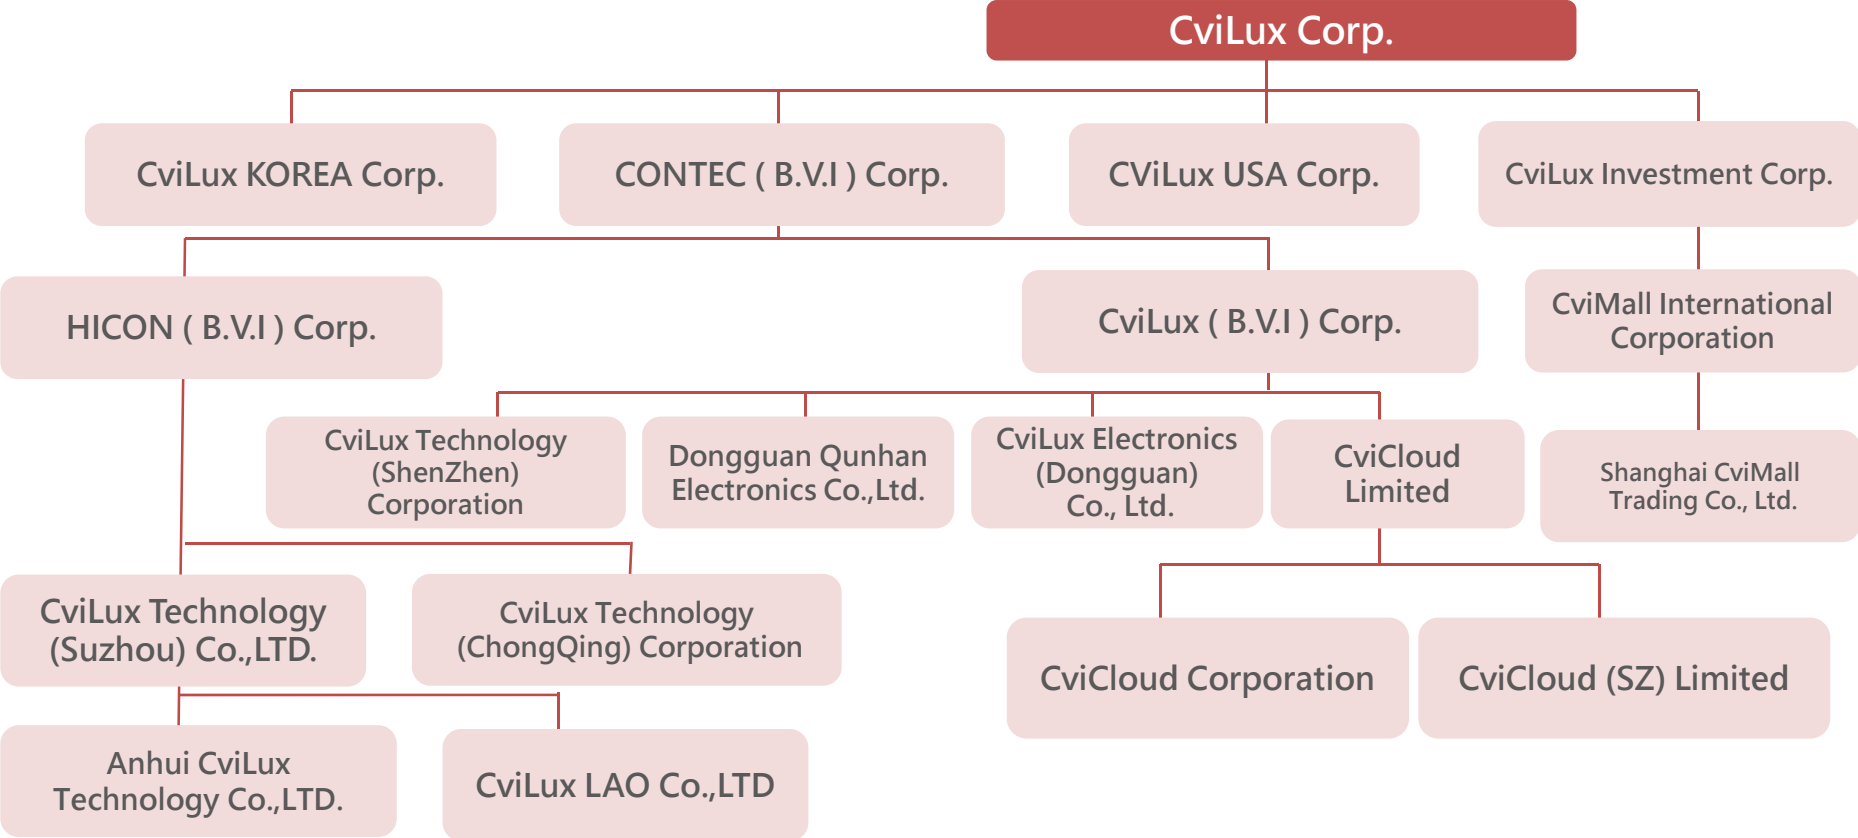 CviLux Corp.
CviLux KOREA Corp.
CONTEC ( B.V.I ) Corp.
CViLux USA Corp.
CviLux Investment Corp.
HICON ( B.V.I ) Corp.
CviLux ( B.V.I ) Corp.
CviMall International
Corporation
CviLux Technology
(ShenZhen)
Corporation
Dongguan Qunhan
Electronics Co.,Ltd.
CviLux Electronics
(Dongguan)
Co., Ltd.
CviCloud
Limited
Shanghai CviMall
Trading Co., Ltd.
CviLux Technology
(Suzhou) Co.,LTD.
CviLux Technology
(ChongQing) Corporation
CviCloud Corporation
CviCloud (SZ) Limited
Anhui CviLux
Technology Co.,LTD.
CviLux LAO Co.,LTD